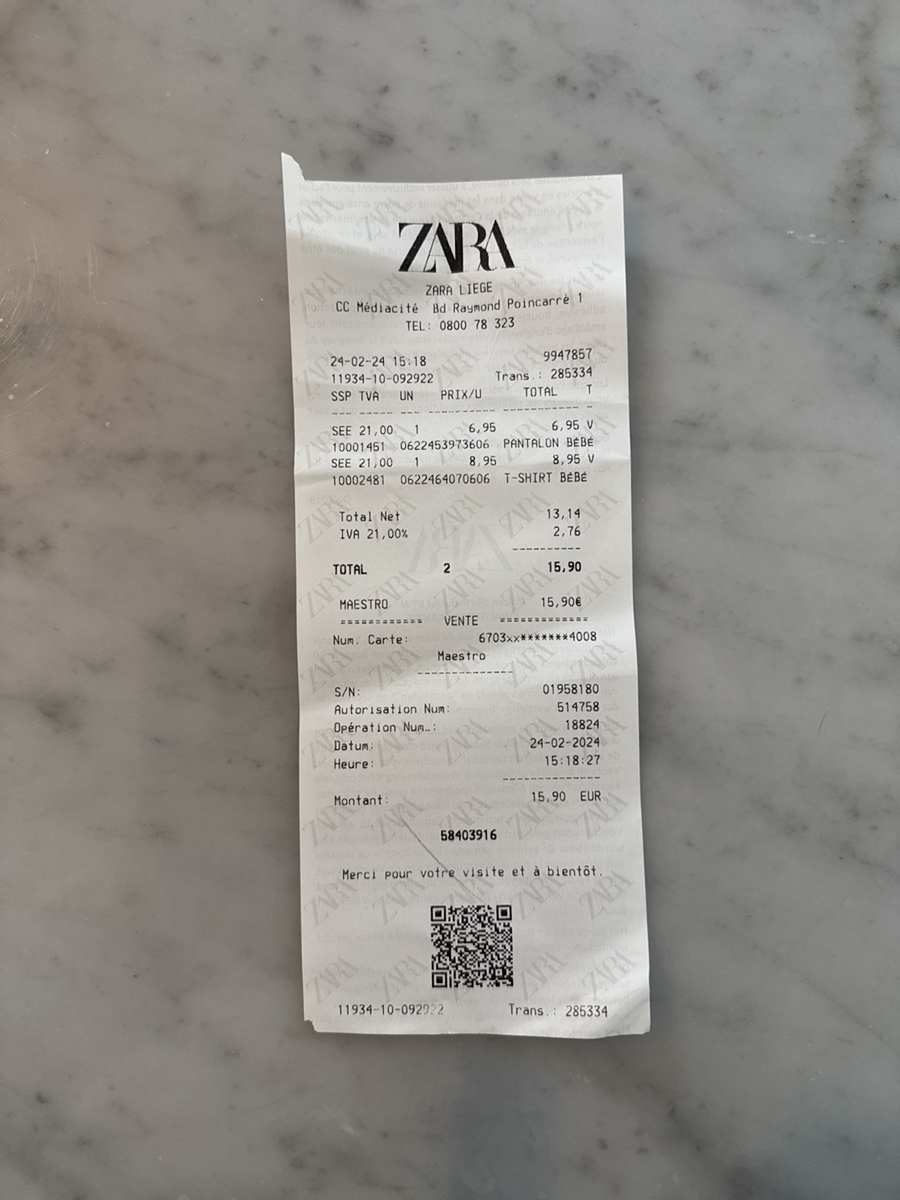 ZARA
ZARA LIEGE
CC Médiacité Bd Raymond Poincarré 1
TEL: 0800 78 323
24-02-24 15:18 9947857
11934-10-092922 Trans.: 285334
SSP TVA UN PRIX/U TOTAL T
--- ----- --- --------- ---------- -
SEE 21,00 1 6,95 6,95 V
10001451 0622453973606 PANTALON BÉBÉ
SEE 21,00 1 8,95 8,95 V
10002481 0622464070606 T-SHIRT BÉBÉ
Total Net 13,14
IVA 21,00% 2,76
----------
TOTAL 2 15,90
MAESTRO 15,90€
============ VENTE =============
Num. Carte: 6703xx*******4008
Maestro
--------------
S/N: 01958180
Autorisation Num: 514758
Opération Num.: 18824
Datum: 24-02-2024
Heure: 15:18:27
--------------
Montant: 15,90 EUR
58403916
Merci pour votre visite et à bientôt.
11934-10-092922 Trans.: 285334